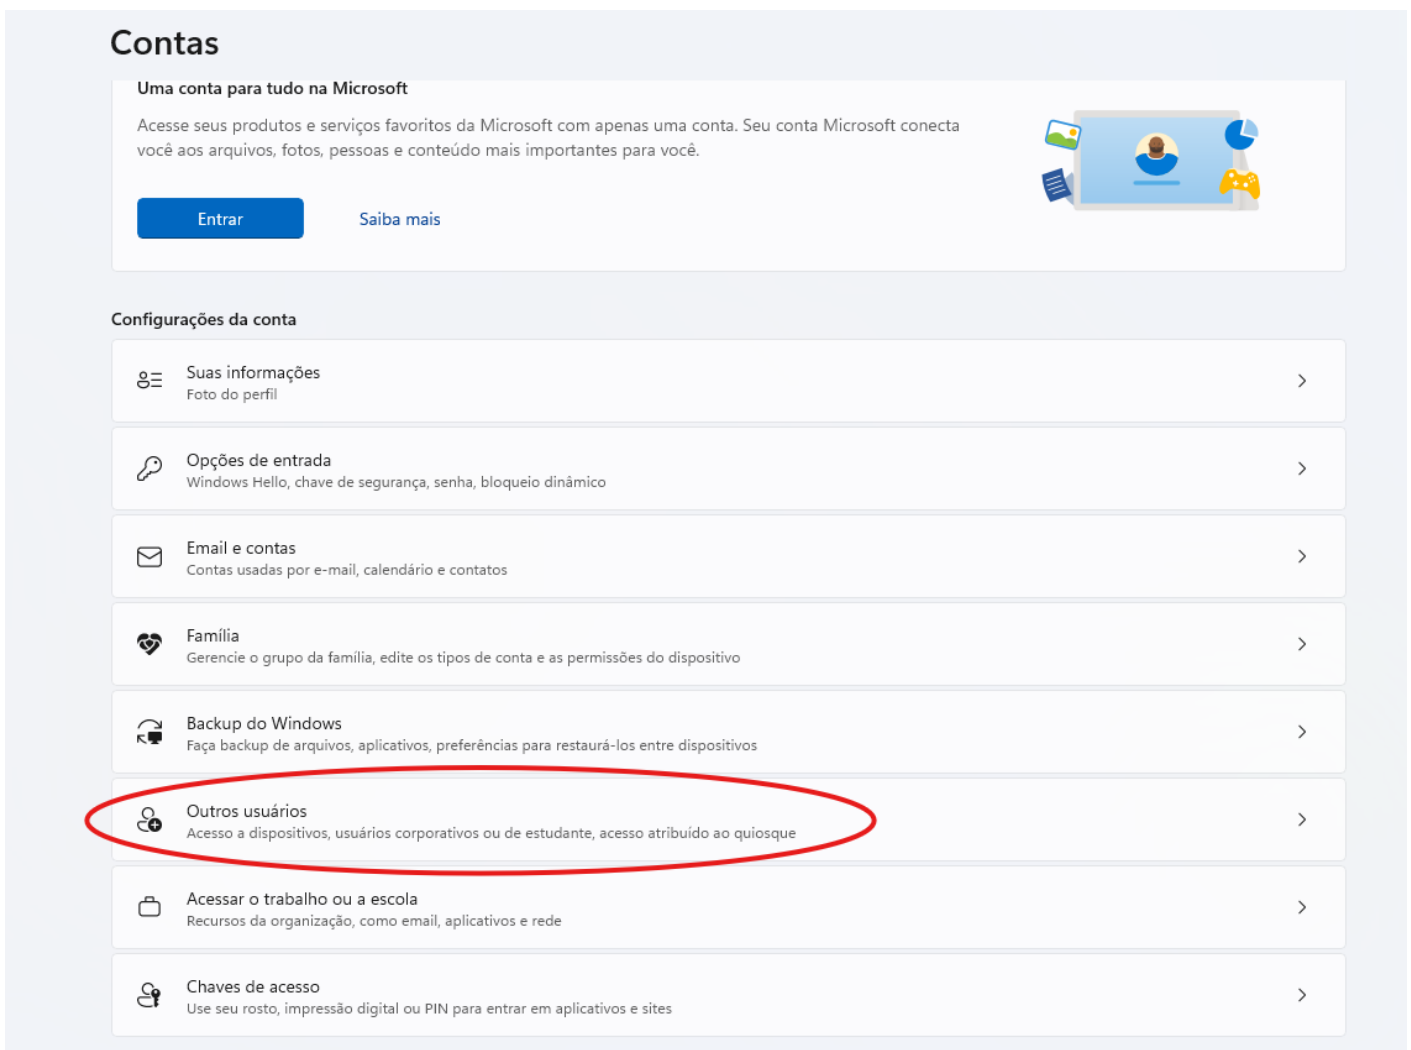 Contas
Uma conta para tudo na Microsoft
Acesse seus produtos e serviços favoritos da Microsoft com apenas uma conta. Seu conta Microsoft conecta
você aos arquivos, fotos, pessoas e conteúdo mais importantes para você.
Entrar
Saiba mais
Configurações da conta
Suas informações
Foto do perfil
Opções de entrada
Windows Hello, chave de segurança, senha, bloqueio dinâmico
Email e contas
Contas usadas por e-mail, calendário e contatos
Família
Gerencie o grupo da família, edite os tipos de conta e as permissões do dispositivo
Backup do Windows
Faça backup de arquivos, aplicativos, preferências para restaurá-los entre dispositivos
Outros usuários
Acesso a dispositivos, usuários corporativos ou de estudante, acesso atribuído ao quiosque
Acessar o trabalho ou a escola
Recursos da organização, como email, aplicativos e rede
Chaves de acesso
Use seu rosto, impressão digital ou PIN para entrar em aplicativos e sites